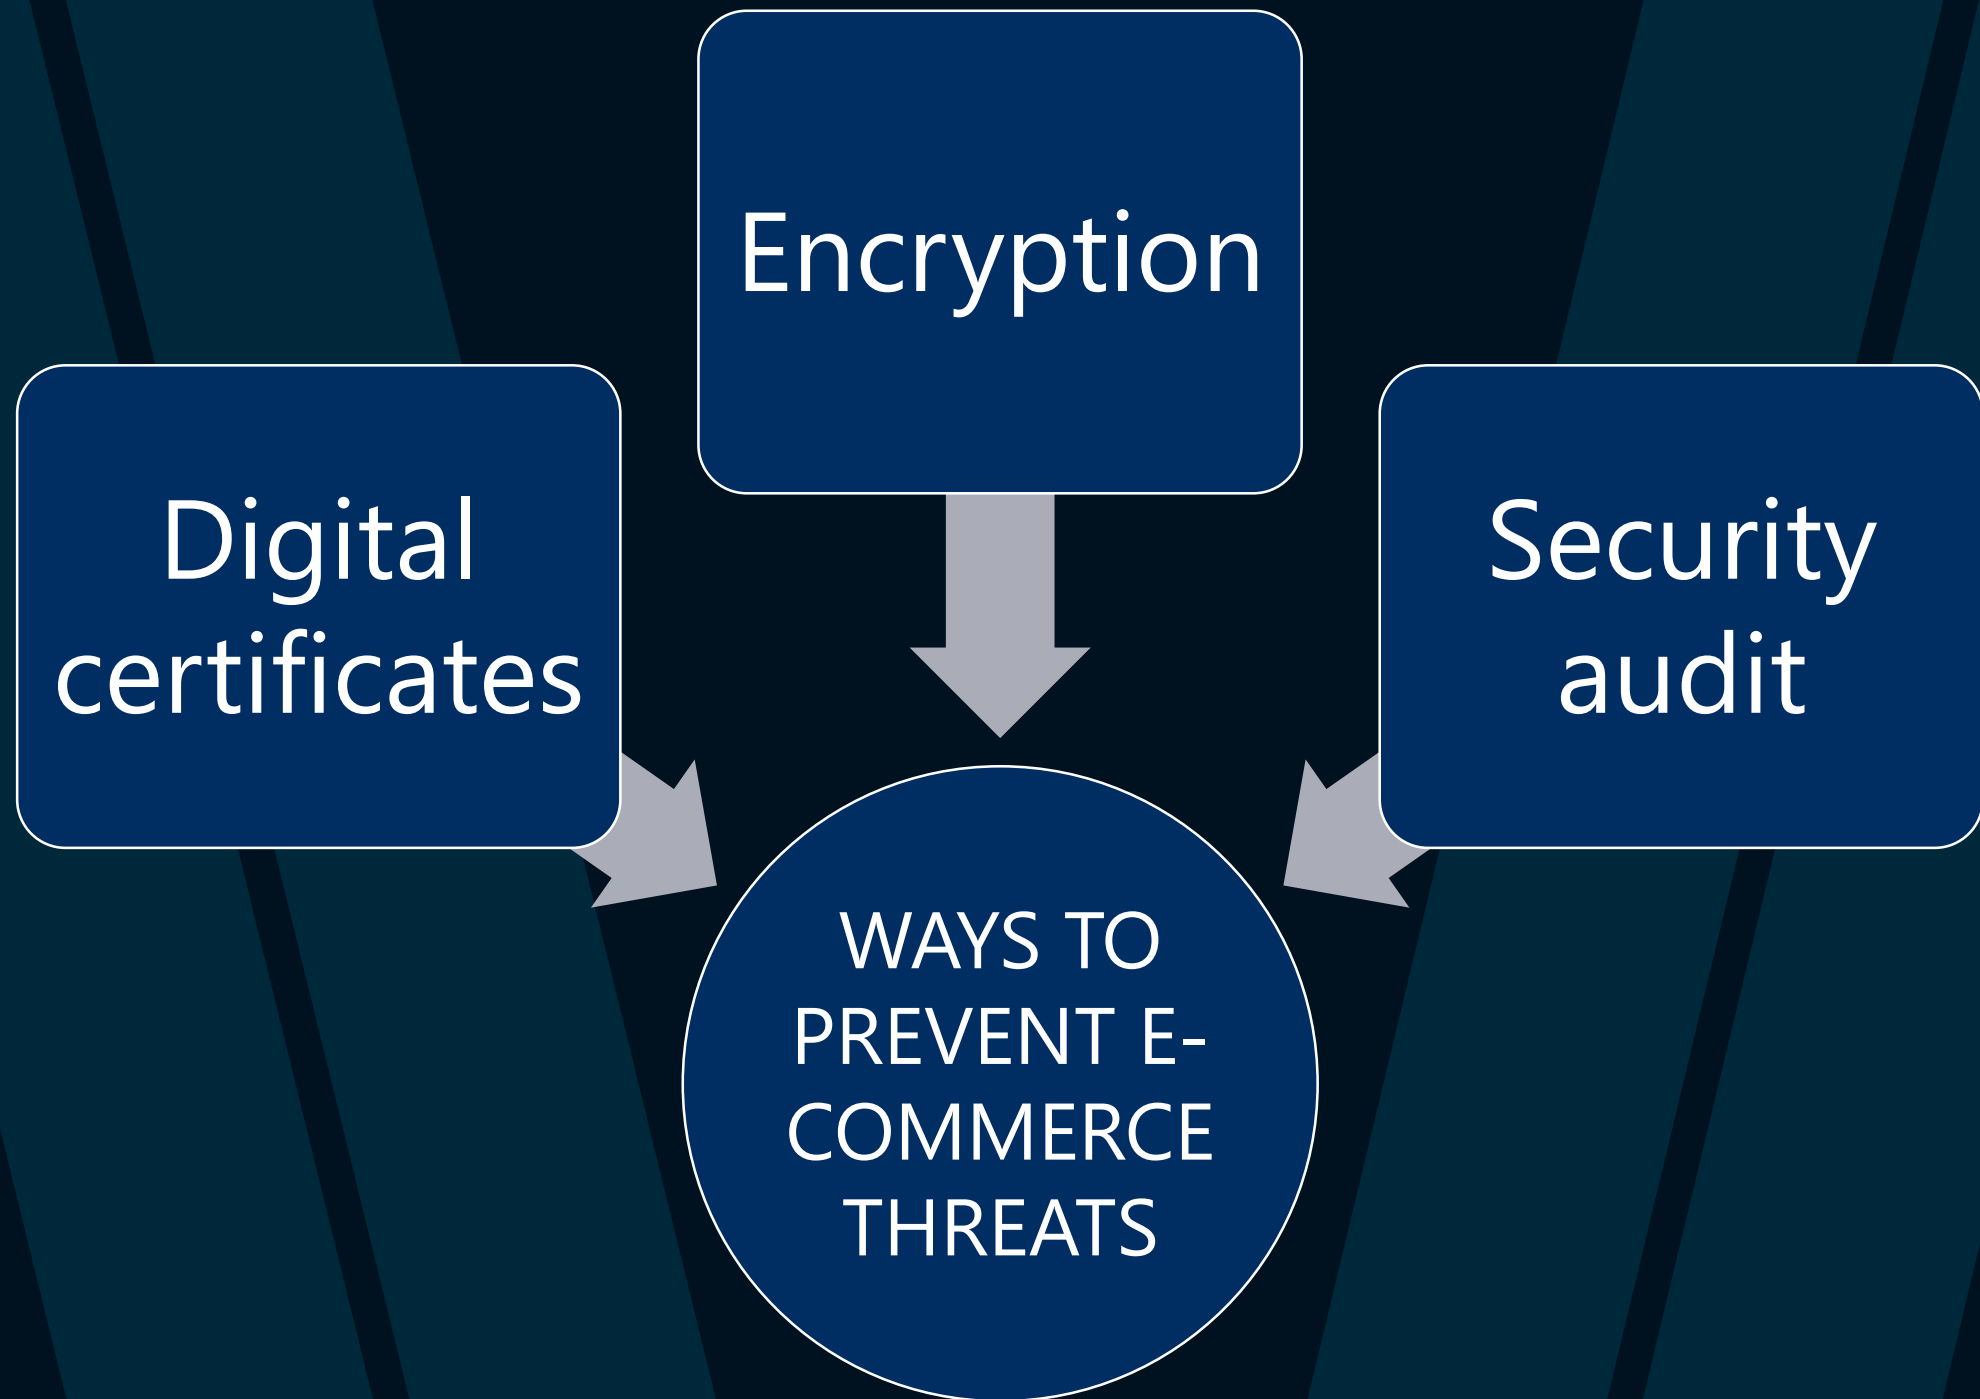 Encryption
Digital
certificates
Security
audit
WAYS TO
PREVENT E-
COMMERCE
THREATS